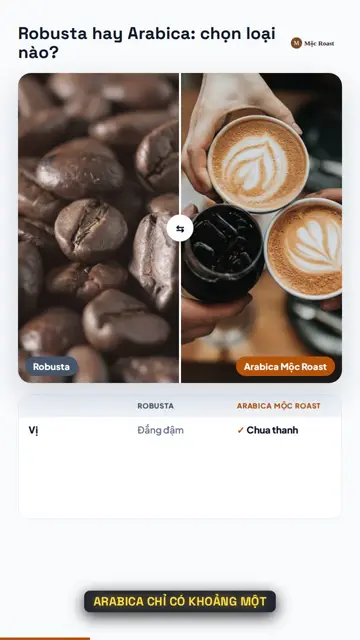 Robusta hay Arabica: chọn loại
nào?
M Mộc Roast
⇆
Robusta
Arabica Mộc Roast
ROBUSTA ARABICA MỘC ROAST
Vị Đắng đậm ✓ Chua thanh
ARABICA CHỈ CÓ KHOẢNG MỘT